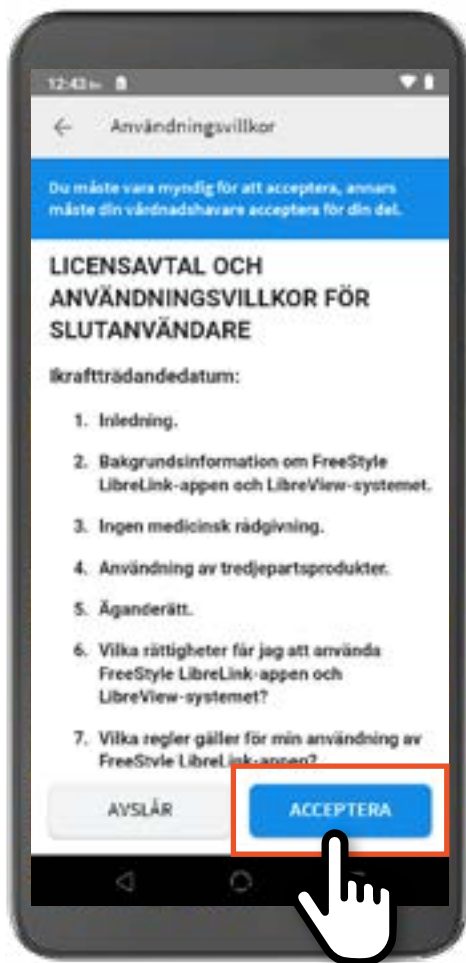 12:43
Användningsvillkor
Du måste vara myndig för att acceptera, annars
måste din vårdnadshavare acceptera för din del.
LICENSAVTAL OCH
ANVÄNDNINGSVILLKOR FÖR
SLUTANVÄNDARE
Ikraftträdandedatum:
1. Inledning.
2. Bakgrundsinformation om FreeStyle
LibreLink-appen och LibreView-systemet.
3. Ingen medicinsk rådgivning.
4. Användning av tredjepartsprodukter.
5. Äganderätt.
6. Vilka rättigheter får jag att använda
FreeStyle LibreLink-appen och
LibreView-systemet?
7. Vilka regler gäller för min användning av
FreeStyle LibreLink-appen?
AVSLÅR
ACCEPTERA